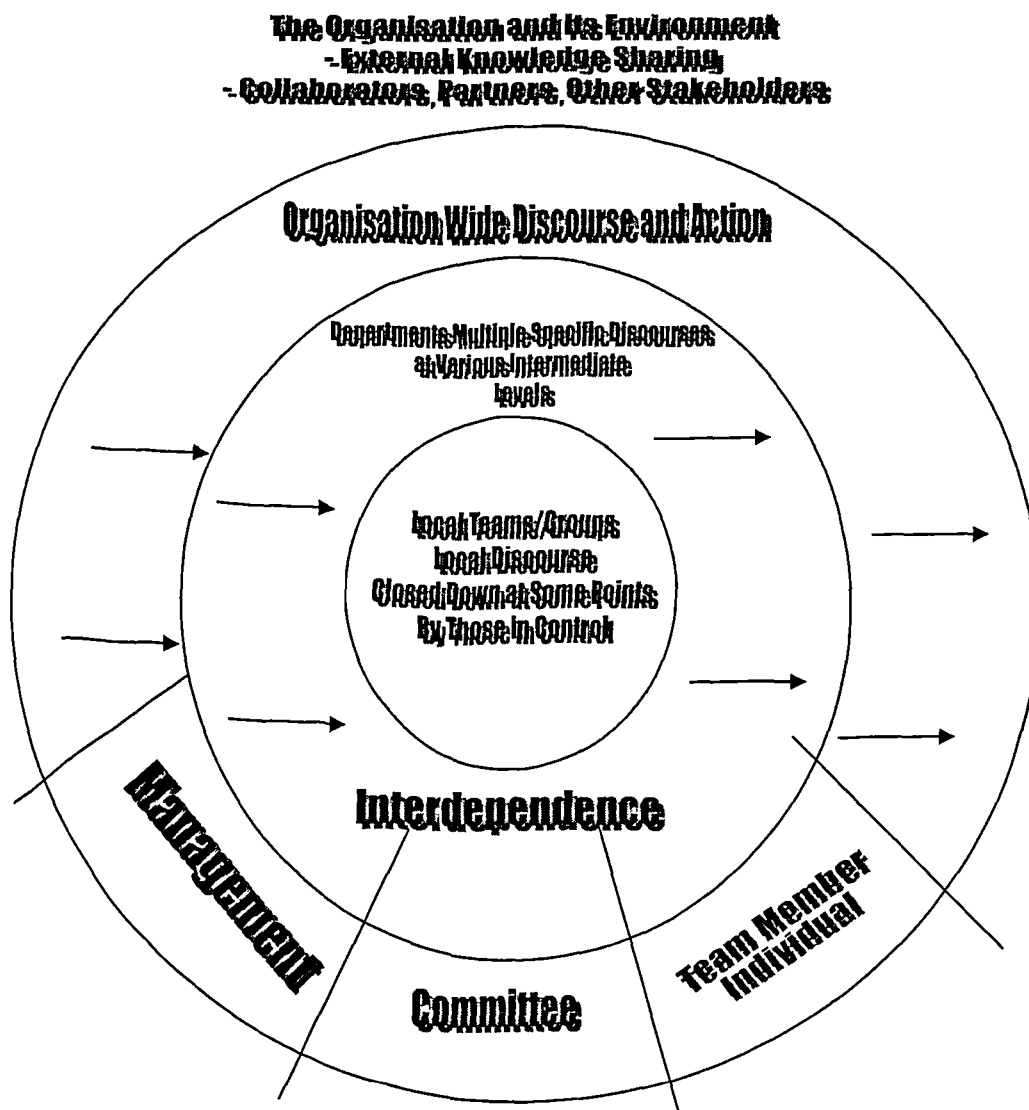 The Organisation and Its Environment
- External Knowledge Sharing
- Collaborators, Partners, Other Stakeholders
Organisation Wide Discourse and Action
Departments Multiple Specific Discourses
at Various Intermediate
Levels
Local Teams/Groups
Local Discourse
Closed Down at Some Points
By Those in Control
Interdependence
Management
Committee
Team Member
Individual